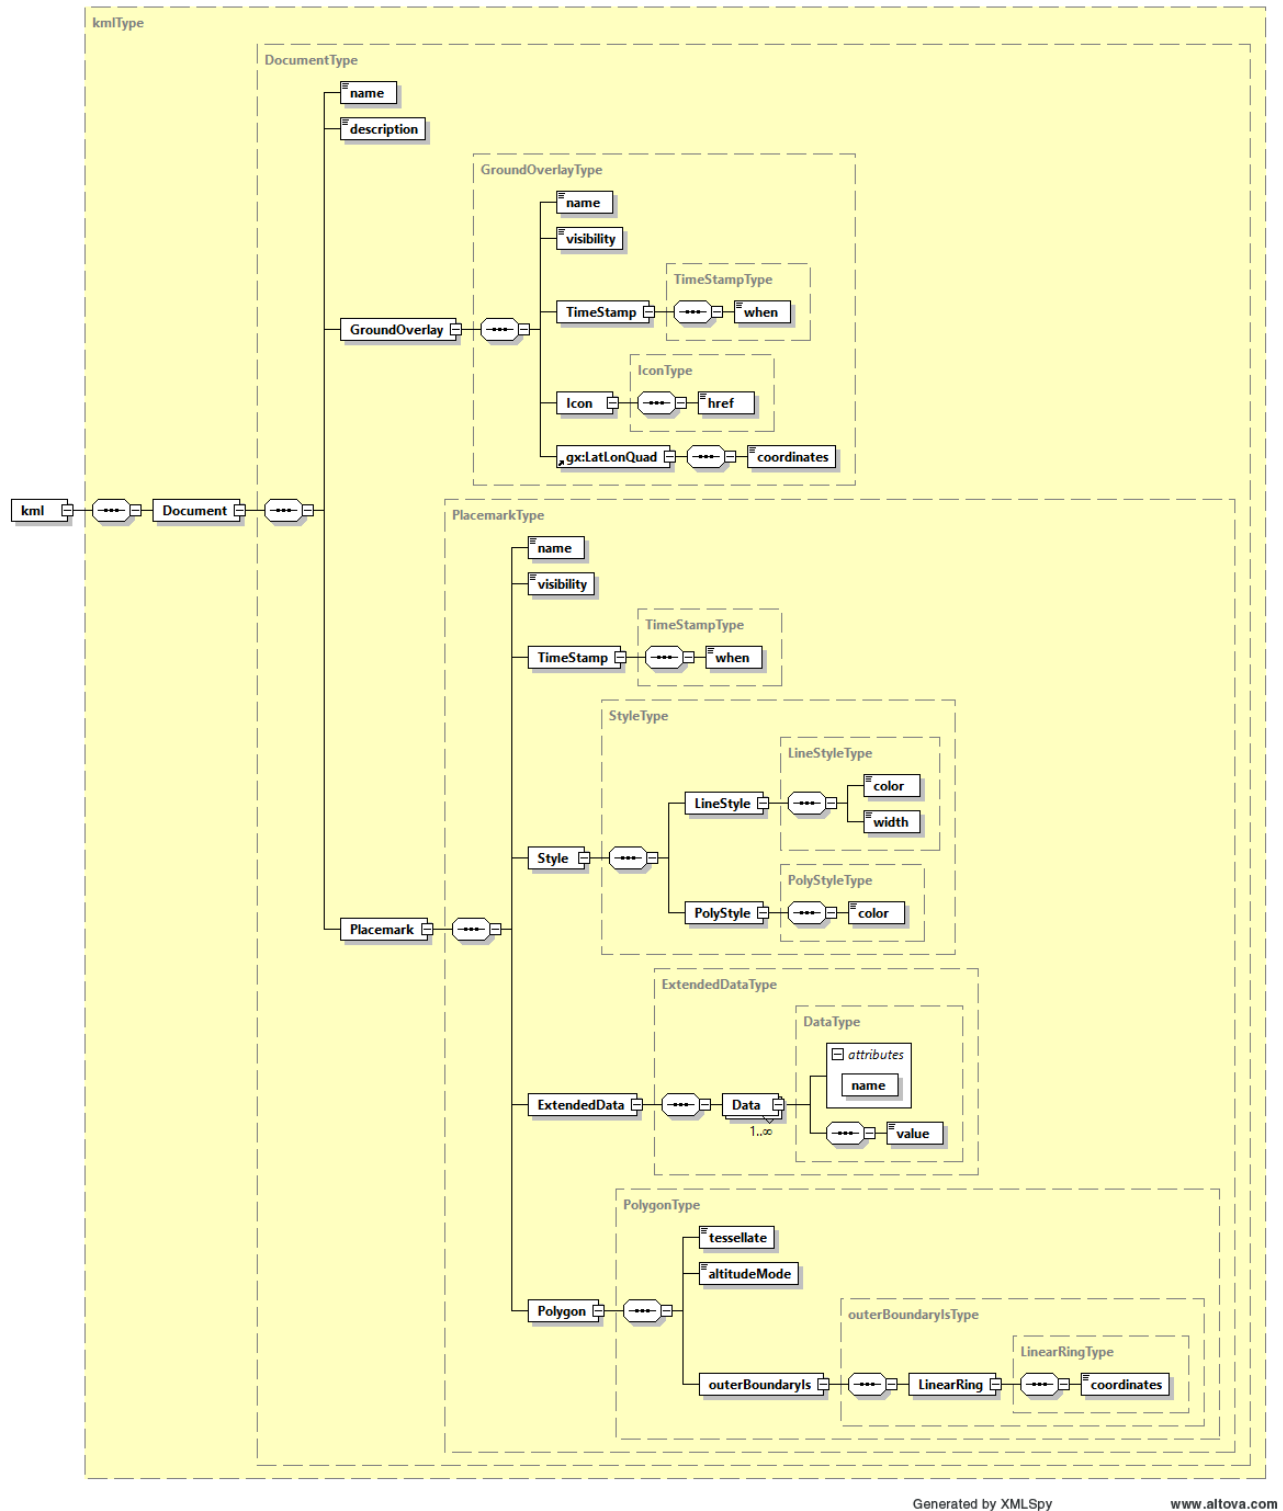 kmlType
DocumentType
name
description
GroundOverlayType
name
visibility
TimeStampType
TimeStamp
when
GroundOverlay
IconType
Icon
href
gx:LatLonQuad
coordinates
kml
Document
PlacemarkType
name
visibility
TimeStampType
TimeStamp
when
StyleType
LineStyleType
color
LineStyle
width
Style
PolyStyleType
PolyStyle
color
Placemark
ExtendedDataType
DataType
attributes
name
ExtendedData
Data
1..∞
value
PolygonType
tessellate
altitudeMode
Polygon
outerBoundaryIsType
LinearRingType
outerBoundaryIs
LinearRing
coordinates
Generated by XMLSpy
www.altova.com